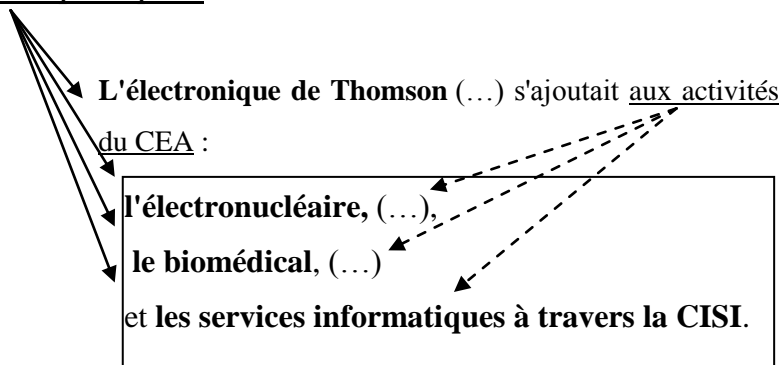 L'électronique de Thomson (…) s'ajoutait aux activités
du CEA :
l'électronucléaire, (…),
le biomédical, (…)
et les services informatiques à travers la CISI.